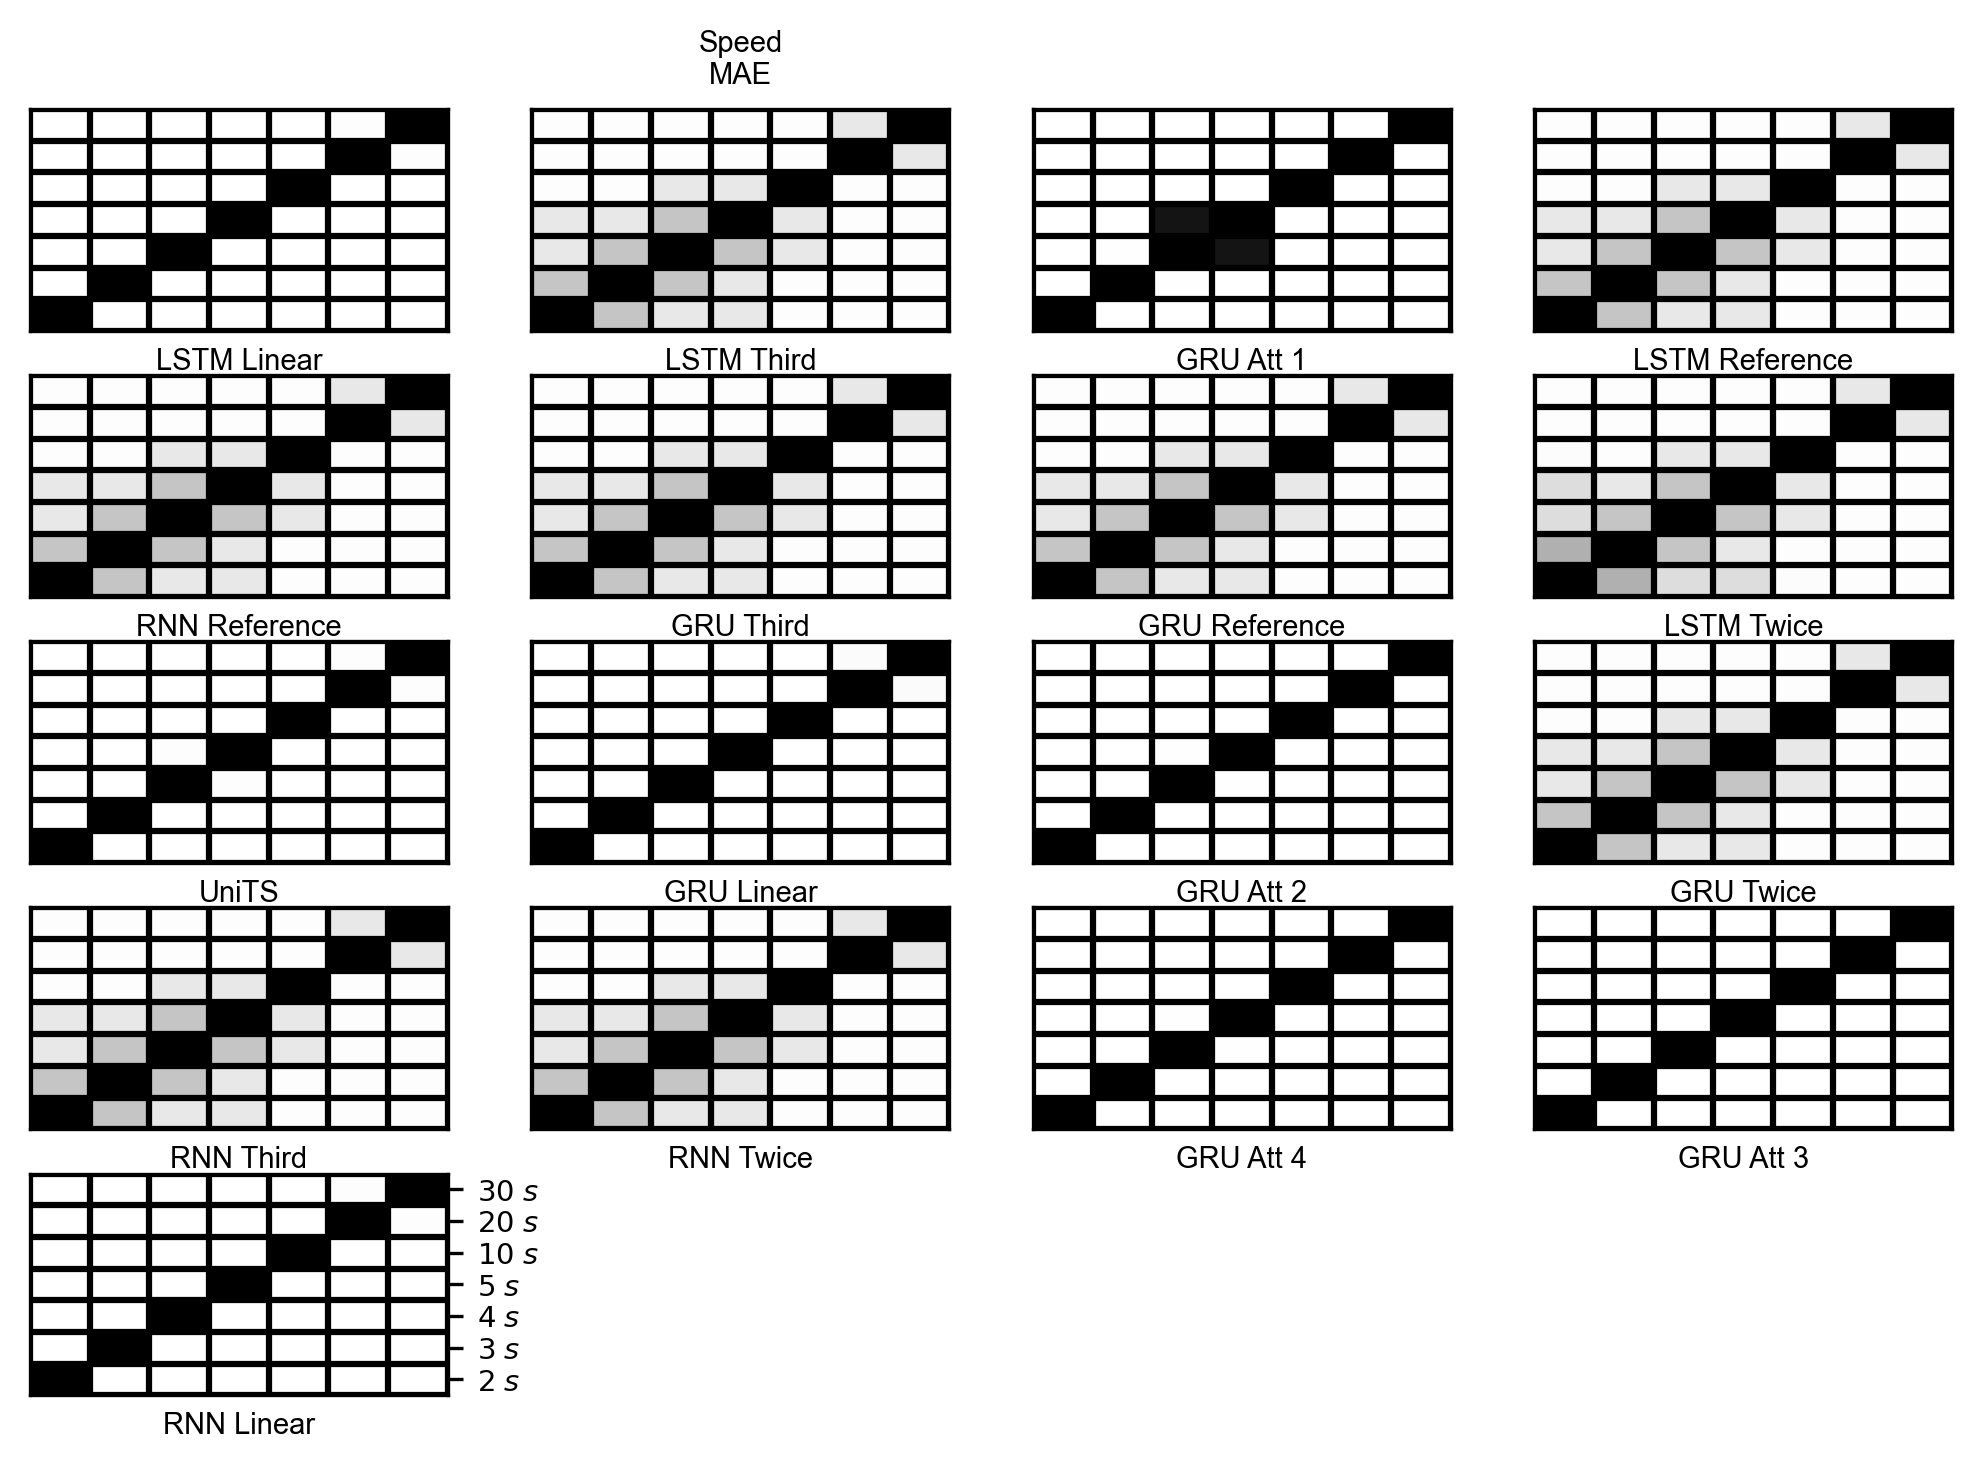 Speed
MAE
LSTM Linear
LSTM Third
GRU Att 1
LSTM Reference
RNN Reference
GRU Third
GRU Reference
LSTM Twice
UniTS
GRU Linear
GRU Att 2
GRU Twice
RNN Third
RNN Twice
GRU Att 4
GRU Att 3
30 s
20 s
10 s
5 s
4 s
3 s
2 s
RNN Linear